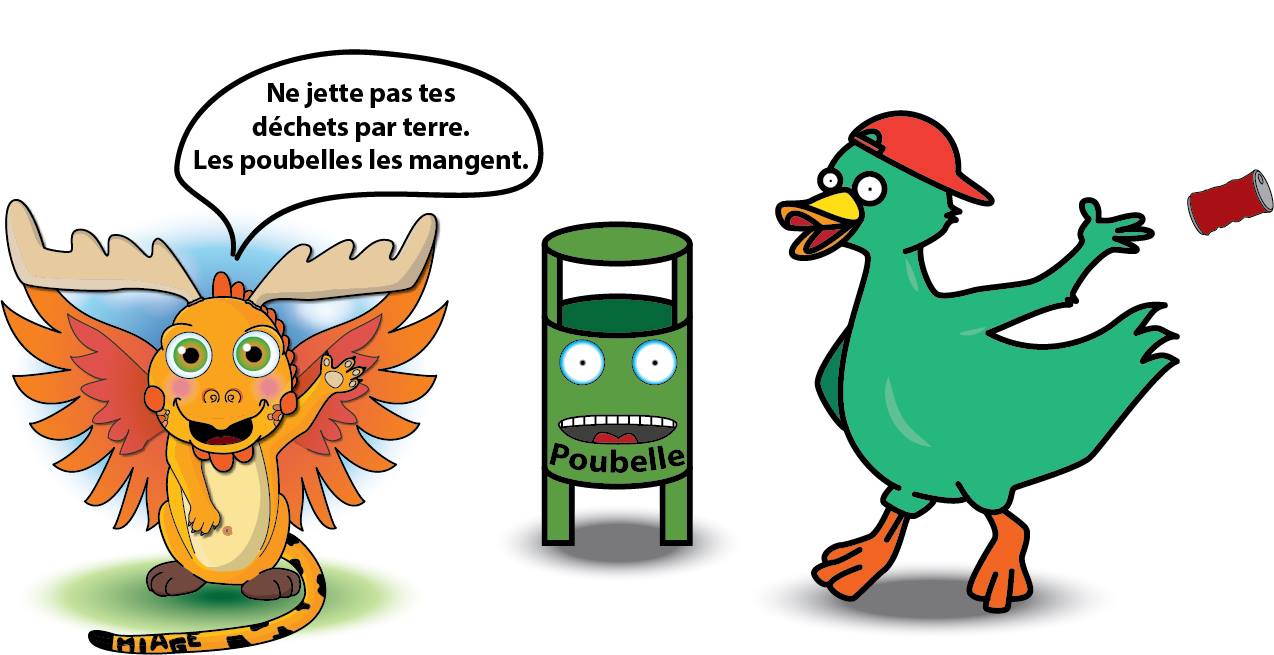 Ne jette pas tes
déchets par terre.
Les poubelles les mangent.
Poubelle
MIAGE